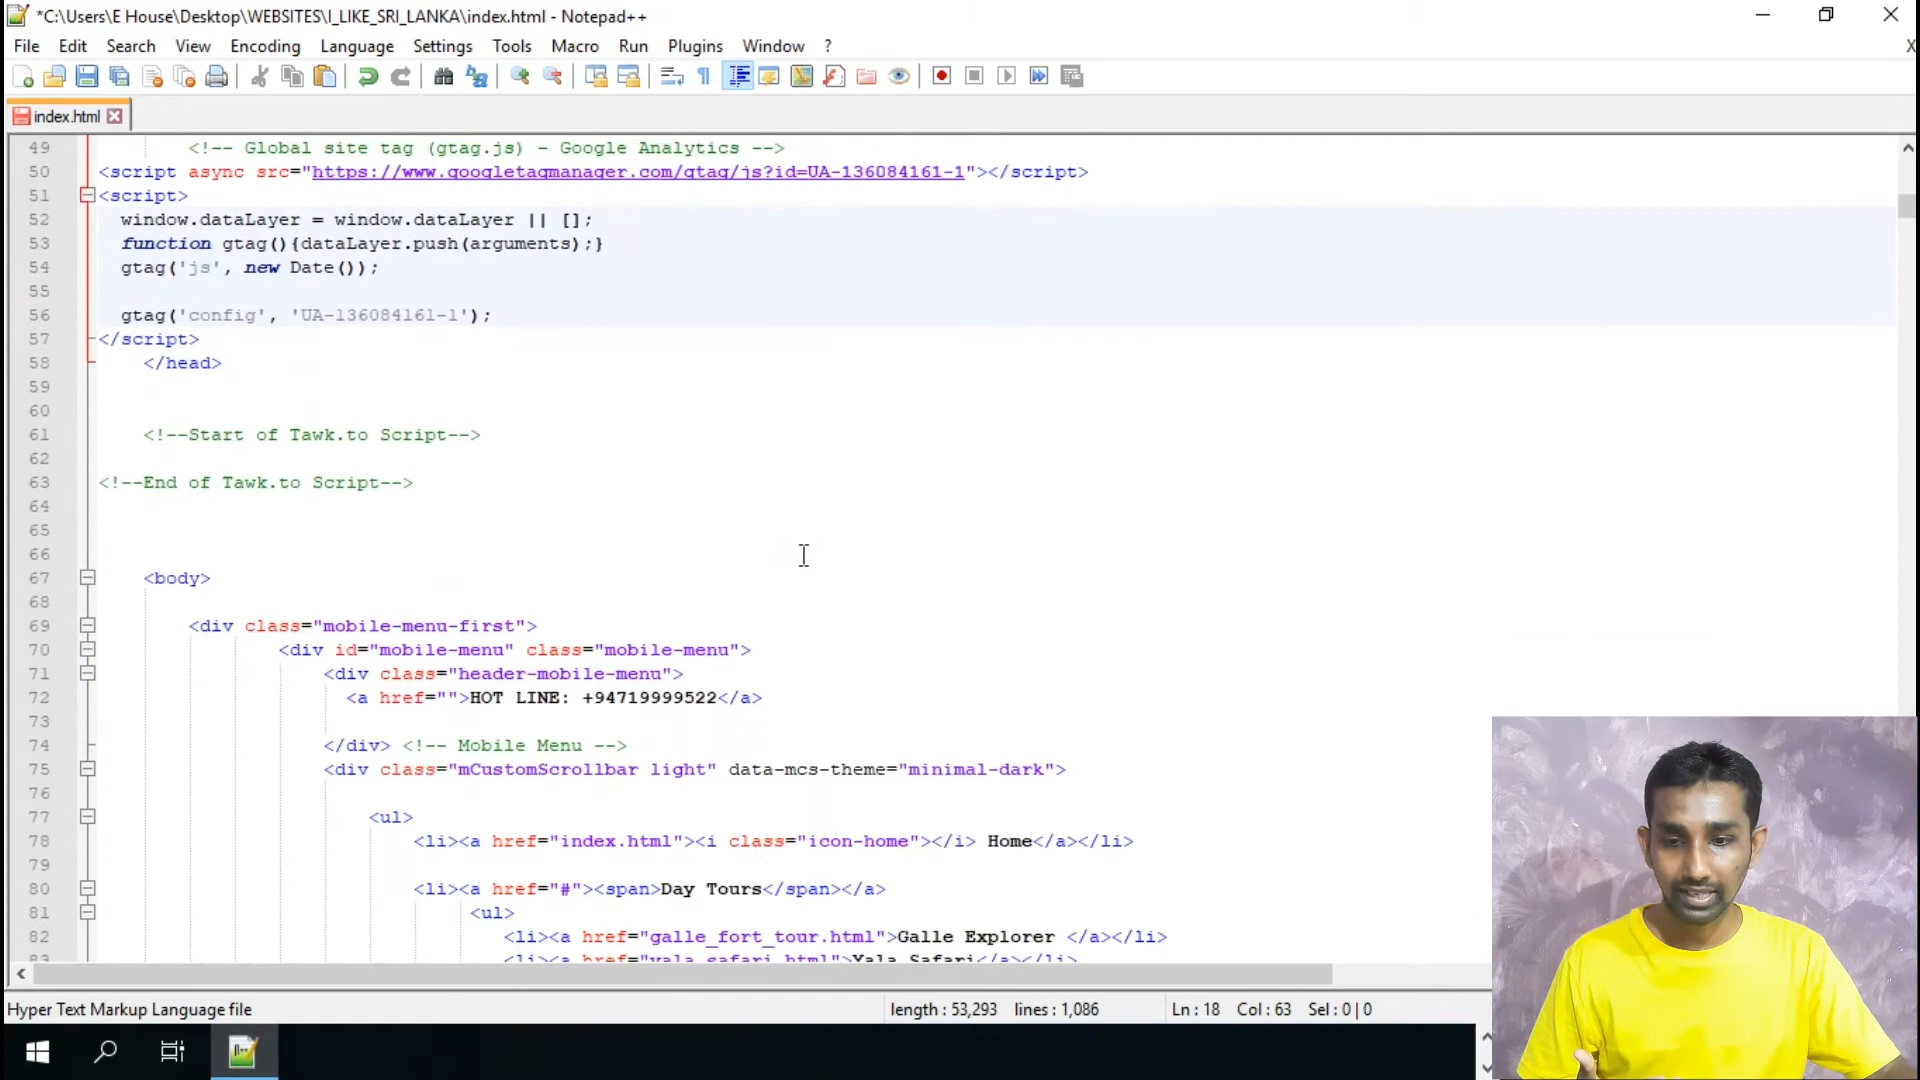 *C:\Users\E House\Desktop\WEBSITES\I_LIKE_SRI_LANKA\index.html - Notepad++
File Edit Search View Encoding Language Settings Tools Macro Run Plugins Window ? X
index.html
49 <!-- Global site tag (gtag.js) - Google Analytics -->
50 <script async src="https://www.googletagmanager.com/gtag/js?id=UA-136084161-1"></script>
51 <script>
52 window.dataLayer = window.dataLayer || [];
53 function gtag(){dataLayer.push(arguments);}
54 gtag('js', new Date());
55
56 gtag('config', 'UA-136084161-1');
57 </script>
58 </head>
59
60
61 <!--Start of Tawk.to Script-->
62
63 <!--End of Tawk.to Script-->
64
65
66
67 <body>
68
69 <div class="mobile-menu-first">
70 <div id="mobile-menu" class="mobile-menu">
71 <div class="header-mobile-menu">
72 <a href="">HOT LINE: +94719999522</a>
73
74 </div> <!-- Mobile Menu -->
75 <div class="mCustomScrollbar light" data-mcs-theme="minimal-dark">
76
77 <ul>
78 <li><a href="index.html"><i class="icon-home"></i> Home</a></li>
79
80 <li><a href="#"><span>Day Tours</span></a>
81 <ul>
82 <li><a href="galle_fort_tour.html">Galle Explorer </a></li>
83 <li><a href="yala_safari.html">Yala Safari</a></li>
Hyper Text Markup Language file length : 53,293 lines : 1,086 Ln : 18 Col : 63 Sel : 0 | 0